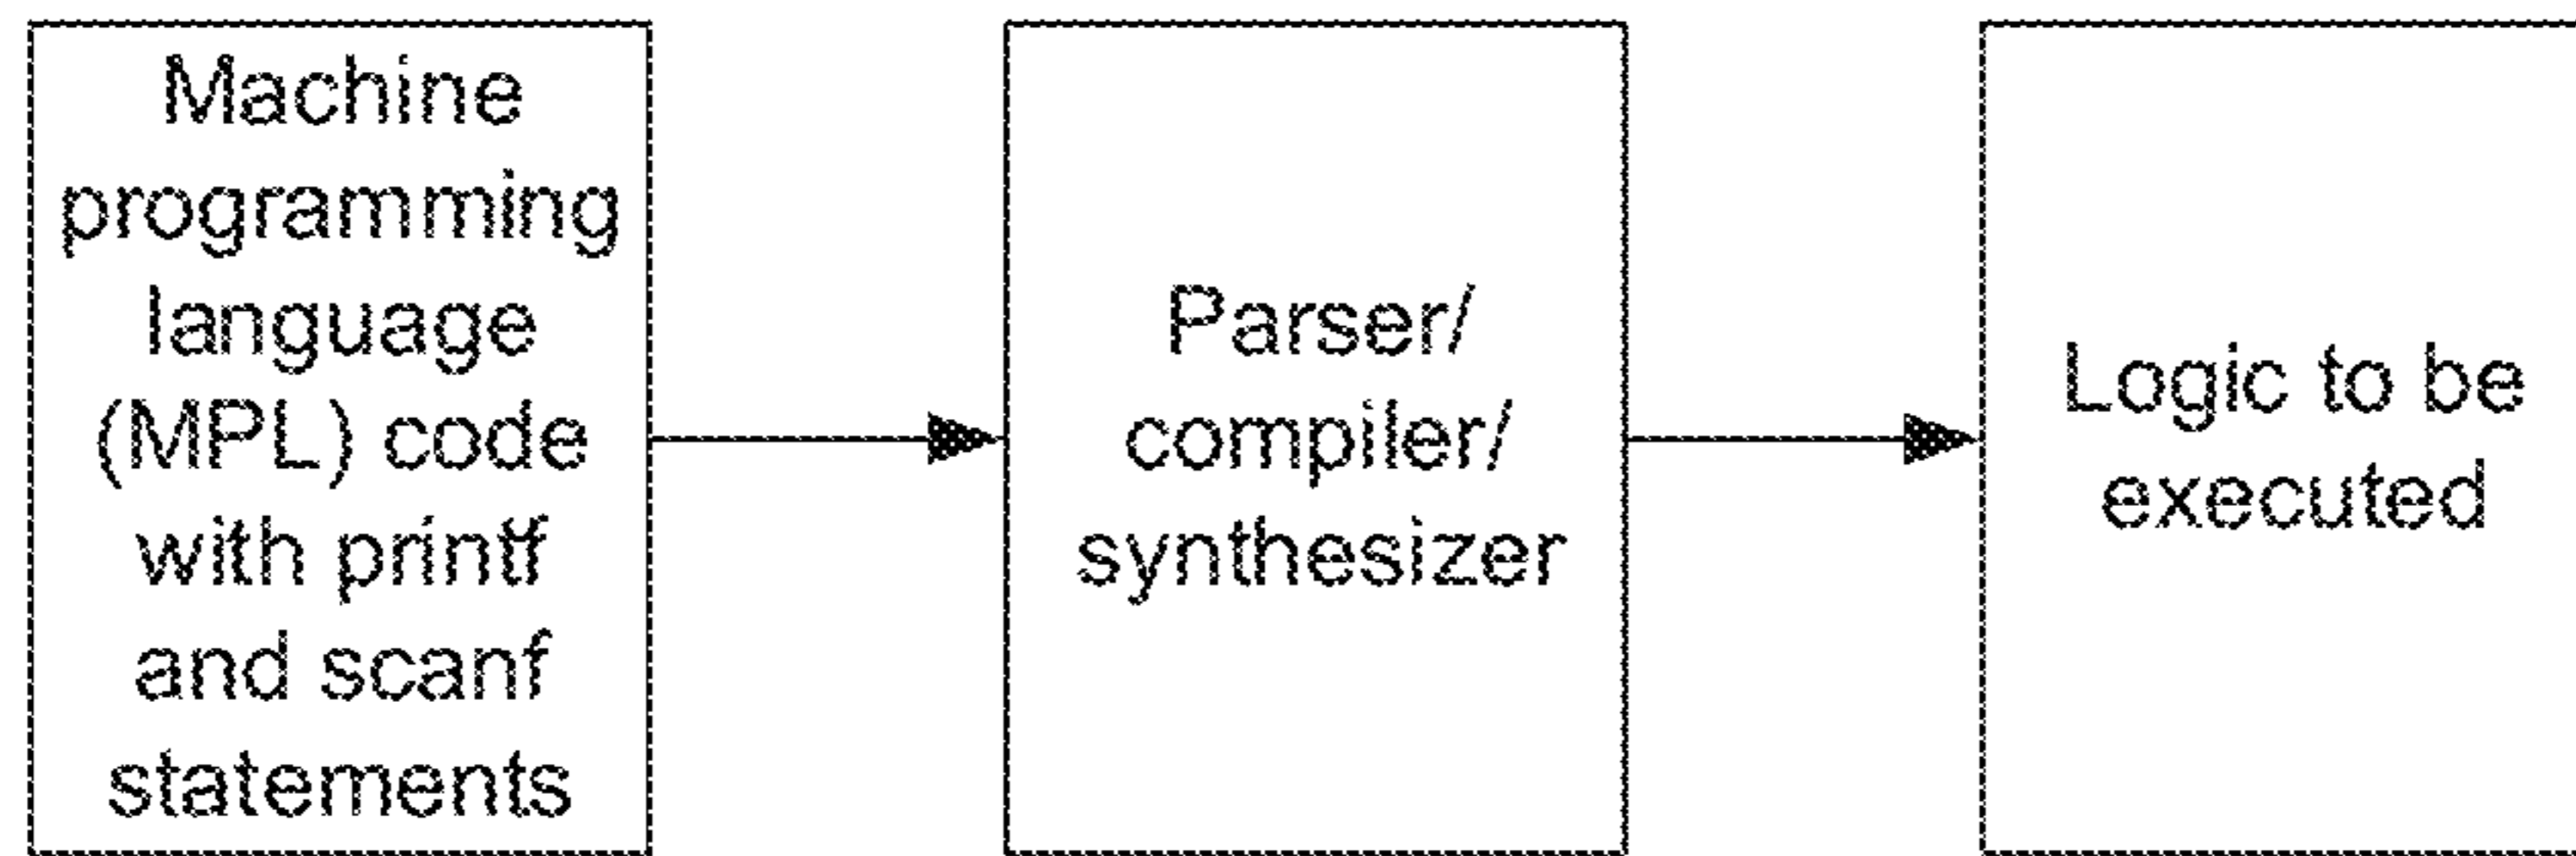 Machine
programming
language
(MPL) code
with printf
and scanf
statements
Parser/
compiler/
synthesizer
Logic to be
executed